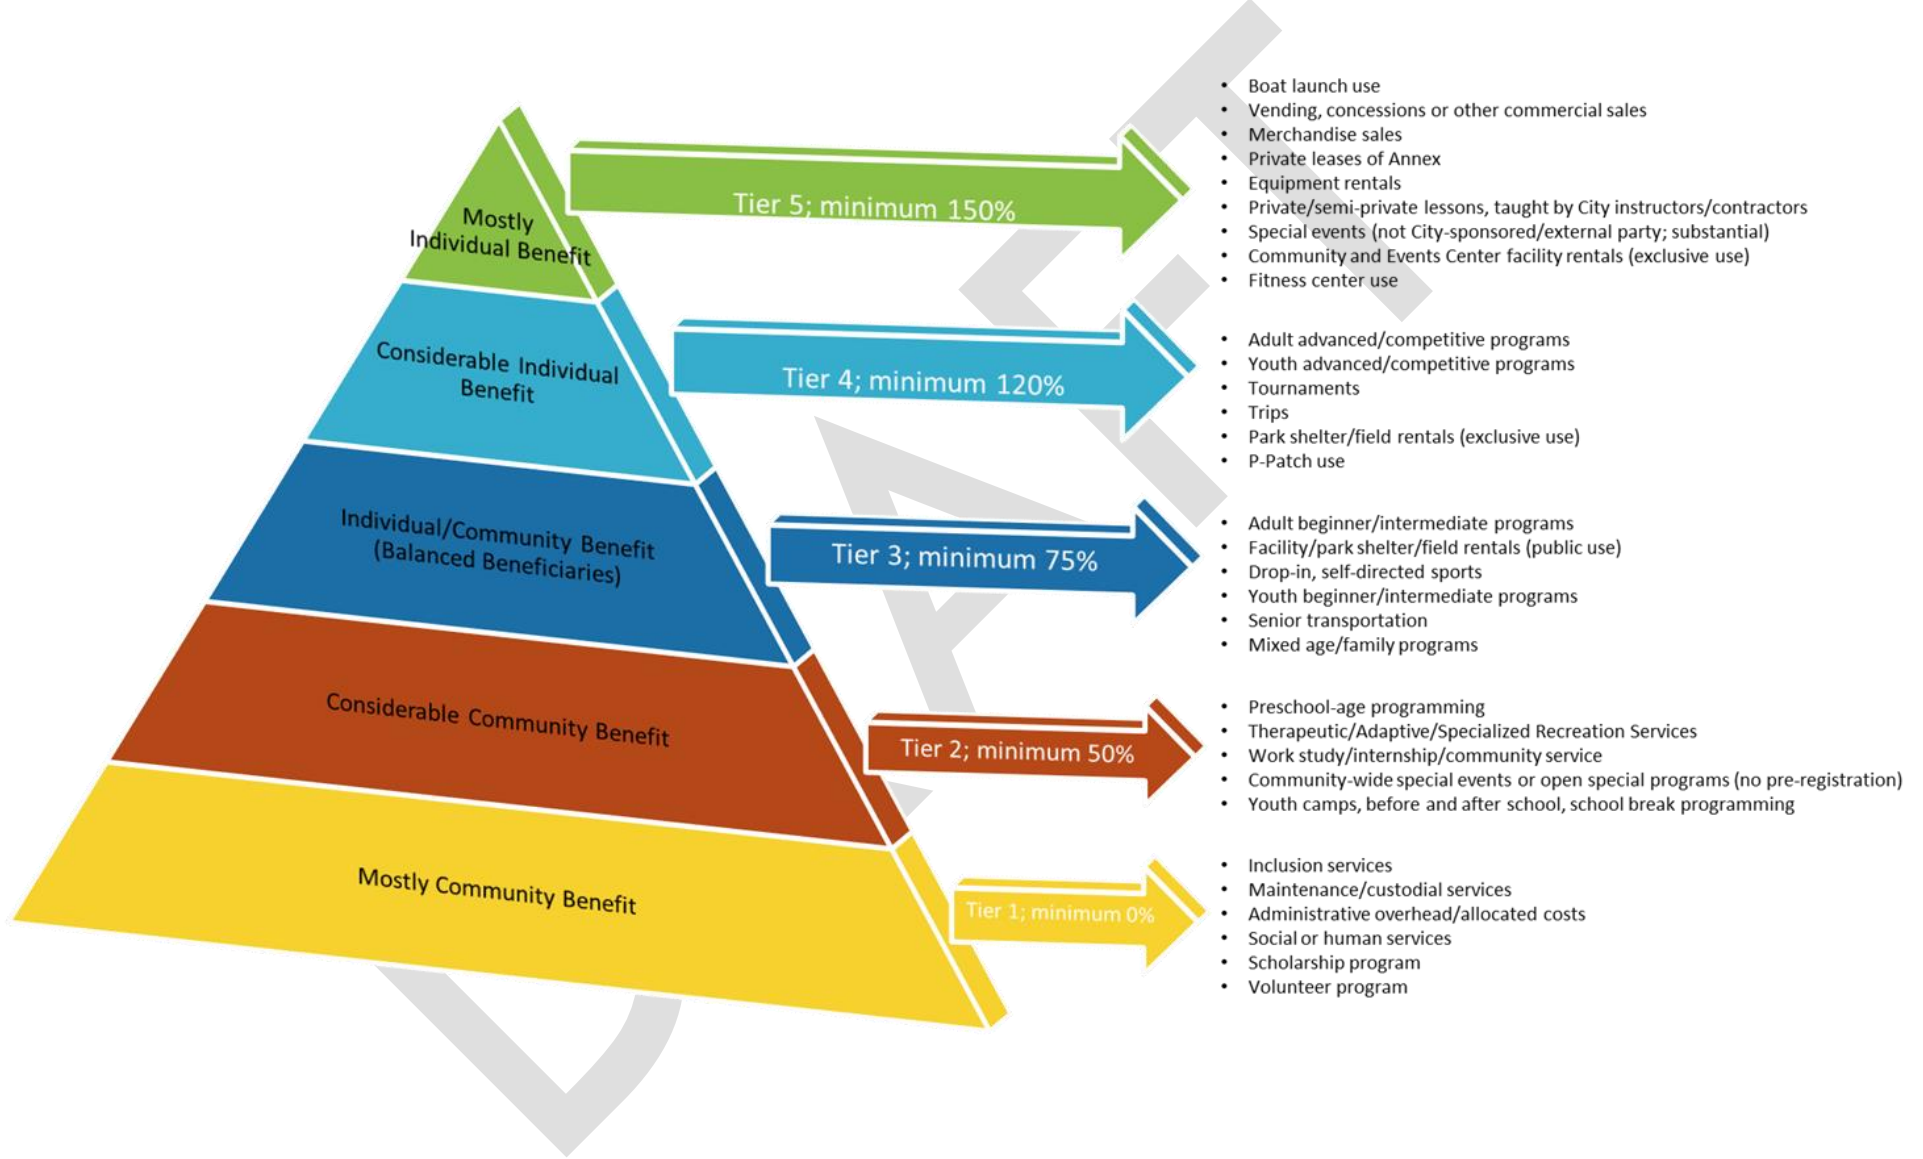 Mostly
Individual Benefit
Tier 5; minimum 150%
• Boat launch use
• Vending, concessions or other commercial sales
• Merchandise sales
• Private leases of Annex
• Equipment rentals
• Private/semi-private lessons, taught by City instructors/contractors
• Special events (not City-sponsored/external party; substantial)
• Community and Events Center facility rentals (exclusive use)
• Fitness center use
Considerable Individual
Benefit
Tier 4; minimum 120%
• Adult advanced/competitive programs
• Youth advanced/competitive programs
• Tournaments
• Trips
• Park shelter/field rentals (exclusive use)
• P-Patch use
Individual/Community Benefit
(Balanced Beneficiaries)
Tier 3; minimum 75%
• Adult beginner/intermediate programs
• Facility/park shelter/field rentals (public use)
• Drop-in, self-directed sports
• Youth beginner/intermediate programs
• Senior transportation
• Mixed age/family programs
Considerable Community Benefit
Tier 2; minimum 50%
• Preschool-age programming
• Therapeutic/Adaptive/Specialized Recreation Services
• Work study/internship/community service
• Community-wide special events or open special programs (no pre-registration)
• Youth camps, before and after school, school break programming
Mostly Community Benefit
Tier 1; minimum 0%
• Inclusion services
• Maintenance/custodial services
• Administrative overhead/allocated costs
• Social or human services
• Scholarship program
• Volunteer program
DRAFT